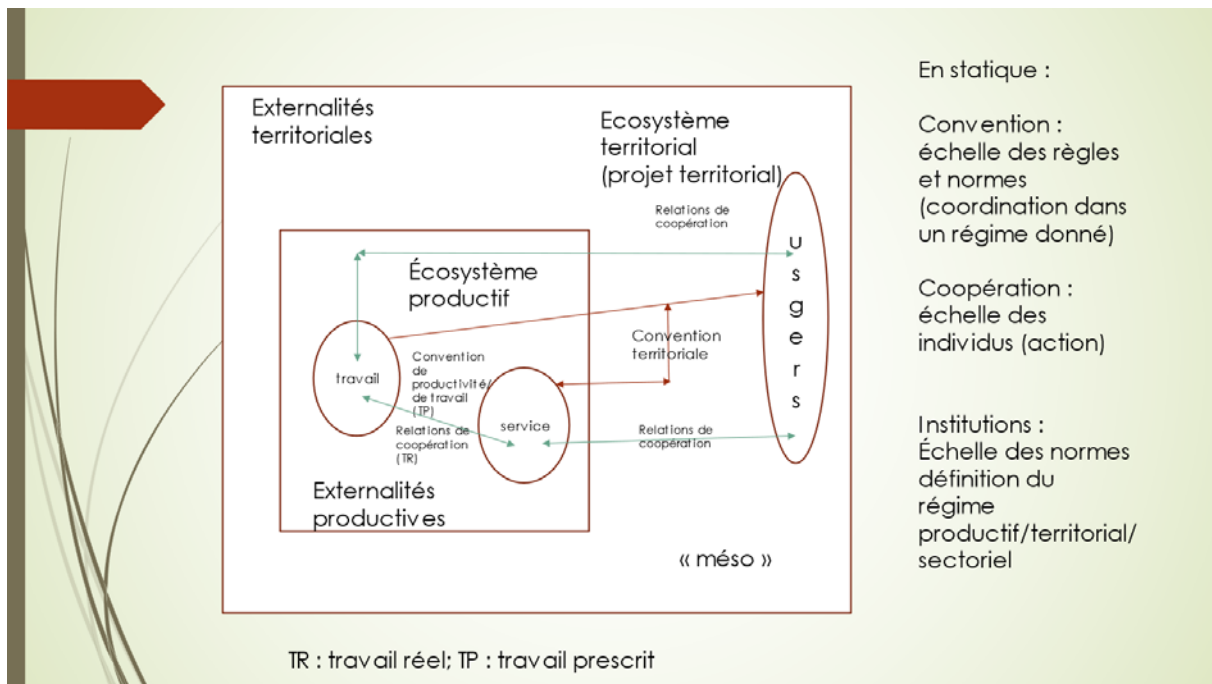 Externalités
territoriales
Ecosystème
territorial
(projet territorial)
Relations de
coopération
Écosystème
productif
travail
Convention
de
productivité/
de travail
(TP)
Relations de
coopération
(TR)
service
Convention
territoriale
Relations de
coopération
u
s
g
e
r
s
Externalités
productives
« méso »
TR : travail réel; TP : travail prescrit
En statique :
Convention :
échelle des règles
et normes
(coordination dans
un régime donné)
Coopération :
échelle des
individus (action)
Institutions :
Échelle des normes
définition du
régime
productif/territorial/
sectoriel